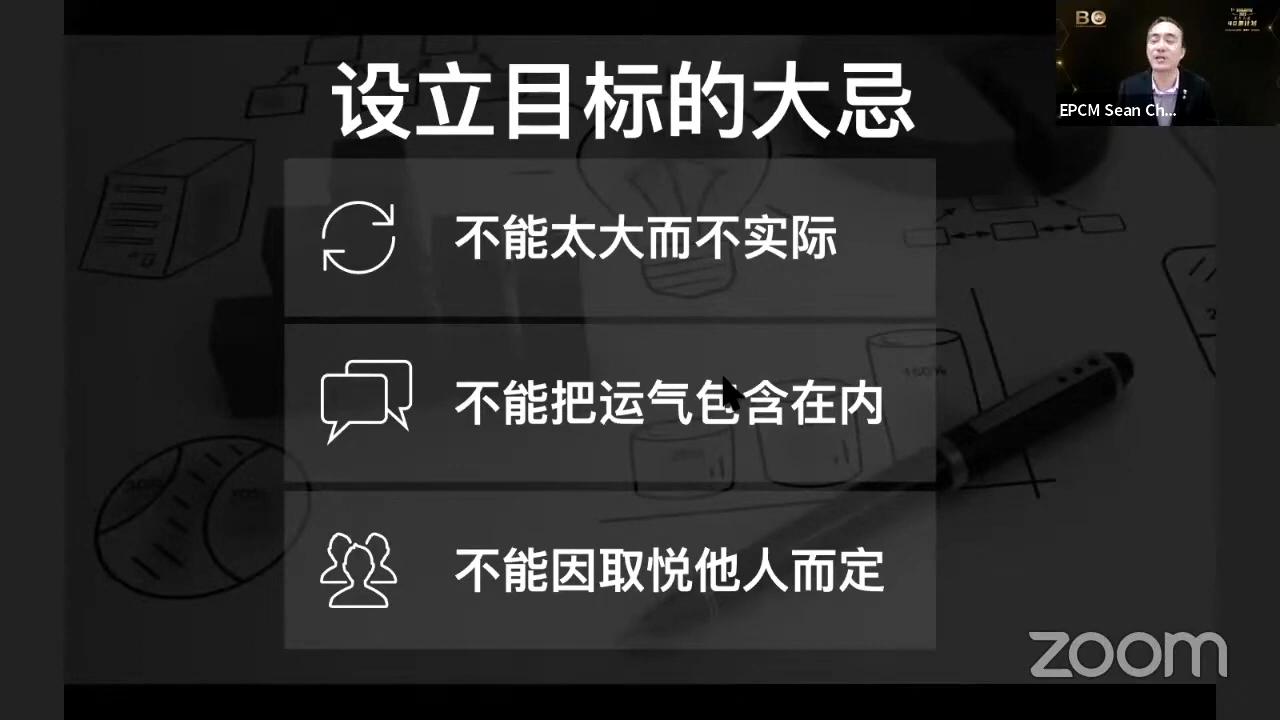 设立目标的大忌
不能太大而不实际
不能把运气包含在内
不能因取悦他人而定
BO
EPCM Sean Ch...
zoom